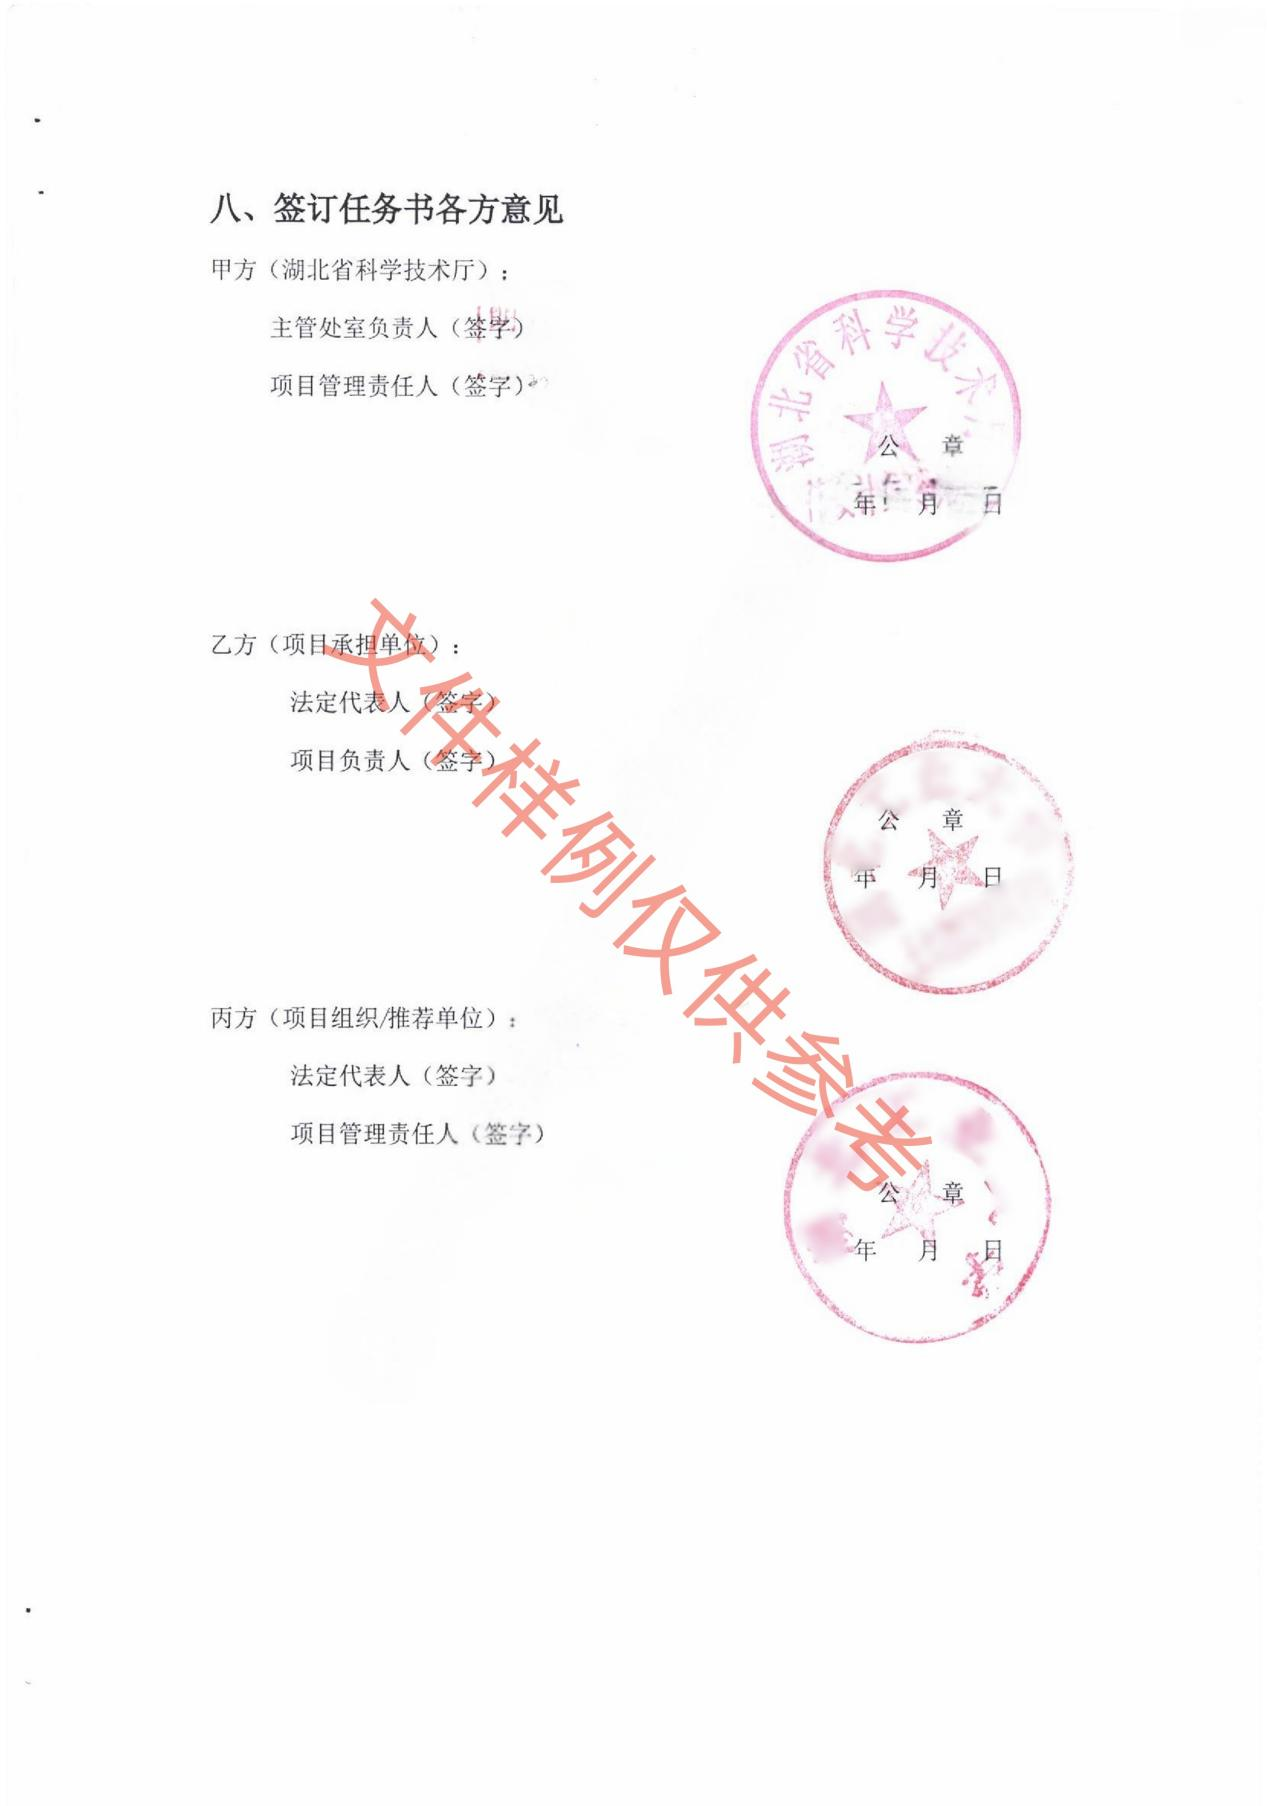 八、签订任务书各方意见
甲方（湖北省科学技术厅）：
主管处室负责人（签字）
项目管理责任人（签字）
湖北省科学技术
公 章
年 月 日
乙方（项目承担单位）：
法定代表人（签字）
项目负责人（签字）
公 章
年 月 日
丙方（项目组织/推荐单位）：
法定代表人（签字）
项目管理责任人（签字）
公 章
年 月 日
文件样例仅供参考